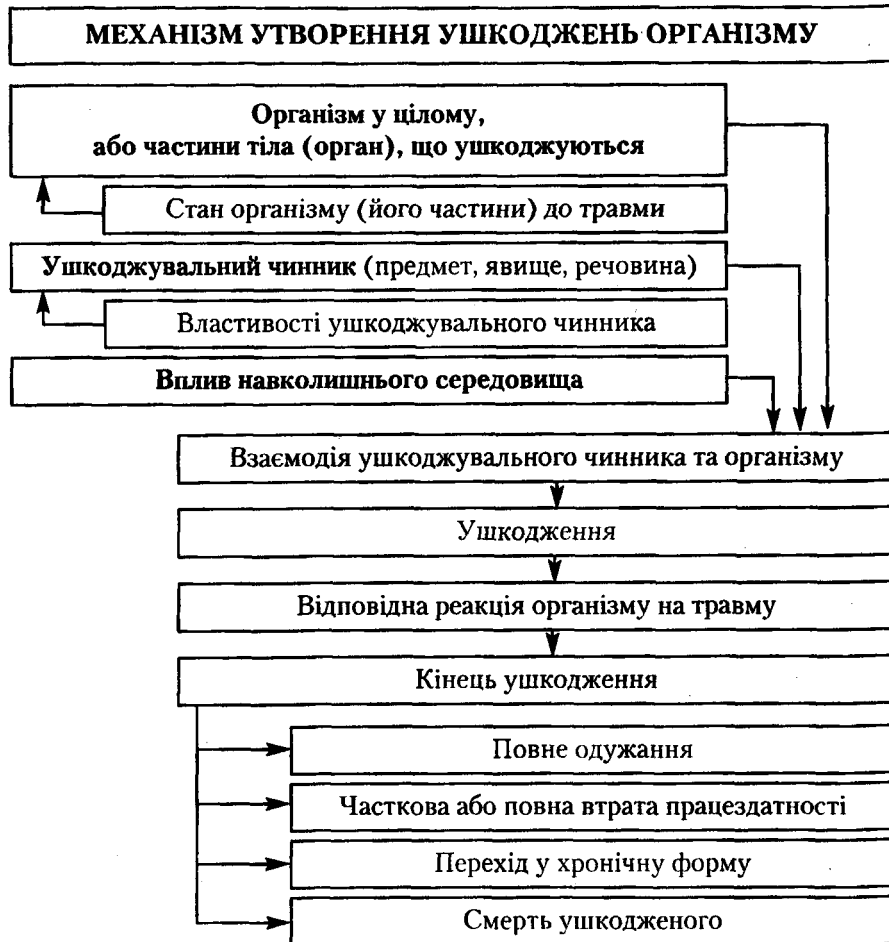 МЕХАНІЗМ УТВОРЕННЯ УШКОДЖЕНЬ ОРГАНІЗМУ
Організм у цілому,
або частини тіла (орган), що ушкоджуються
Стан організму (його частини) до травми
Ушкоджувальний чинник (предмет, явище, речовина)
Властивості ушкоджувального чинника
Вплив навколишнього середовища
Взаємодія ушкоджувального чинника та організму
Ушкодження
Відповідна реакція організму на травму
Кінець ушкодження
Повне одужання
Часткова або повна втрата працездатності
Перехід у хронічну форму
Смерть ушкодженого